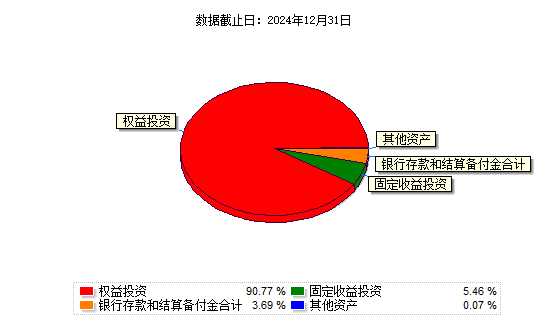 数据截止日：2024年12月31日
权益投资
其他资产
银行存款和结算备付金合计
固定收益投资
权益投资 90.77 % 固定收益投资 5.46 %
银行存款和结算备付金合计 3.69 % 其他资产 0.07 %